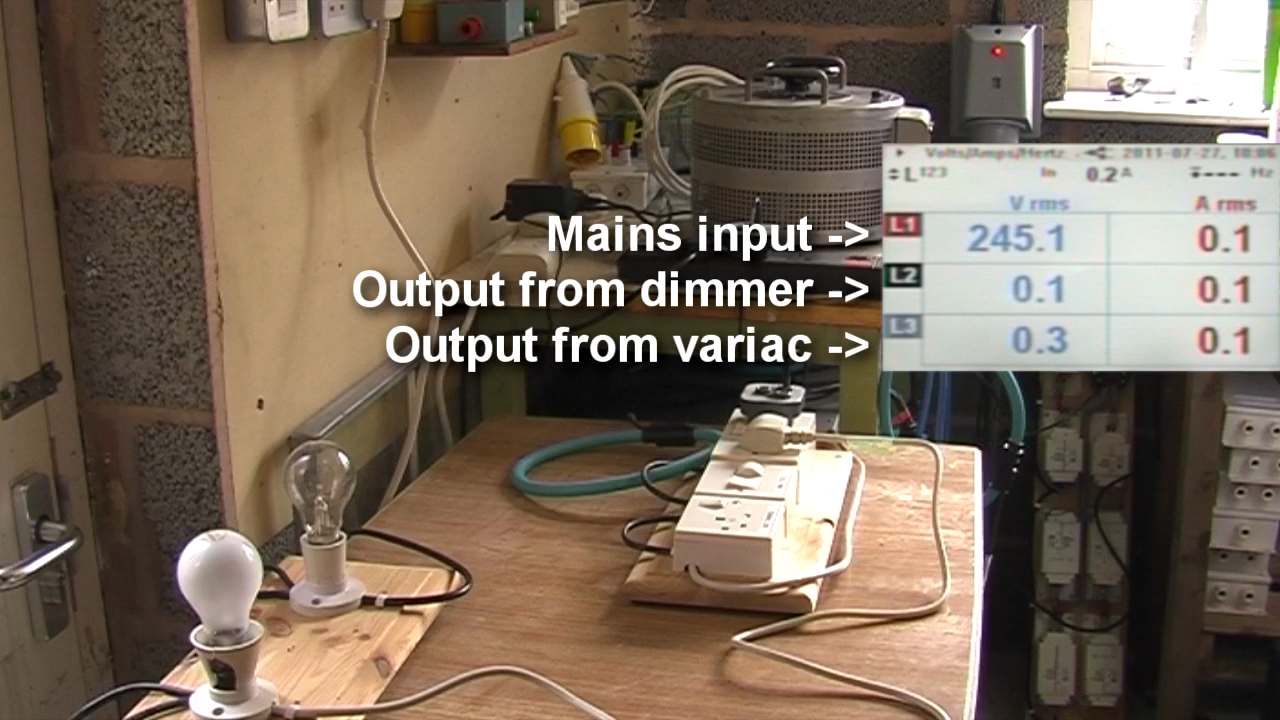 Volts/Amps/Hertz 2011-07-27, 10:06
L123 In 0.2 A Hz
V rms A rms
Mains input -> L1 245.1 0.1
Output from dimmer -> L2 0.1 0.1
Output from variac -> L3 0.3 0.1